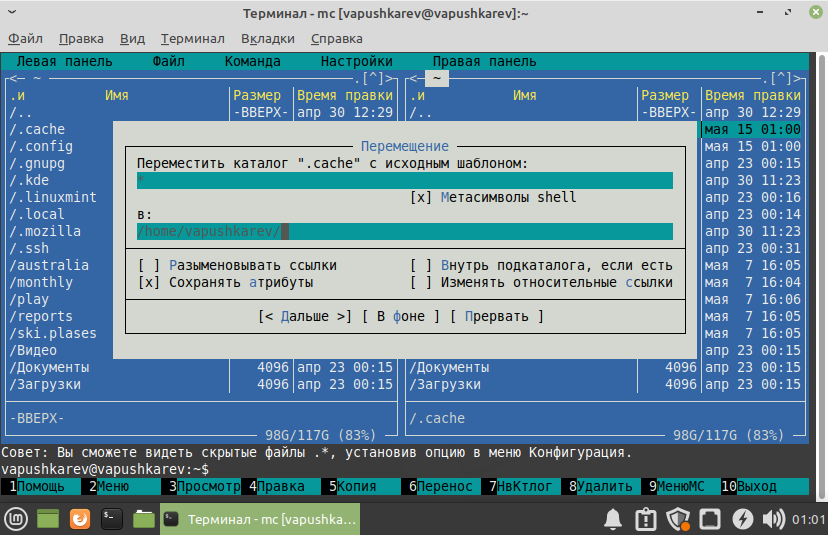 Терминал - mc [vapushkarev@vapushkarev]:~
Файл Правка Вид Терминал Вкладки Справка
Левая панель Файл Команда Настройки Правая панель
<─ ~ .[^]> <─ ~ .[^]>
.и Имя Размер Время правки .и Имя Размер Время правки
/.. -ВВЕРХ- апр 30 12:29 /.. -ВВЕРХ- апр 30 12:29
/.cache мая 15 01:00
/.config мая 15 01:00
Перемещение
/.gnupg Переместить каталог ".cache" с исходным шаблоном: апр 23 00:15
/.kde * апр 30 11:23
/.linuxmint [x] Метасимволы shell апр 23 00:16
/.local в: апр 23 00:14
/.mozilla /home/vapushkarev/ апр 30 11:23
/.ssh апр 23 00:31
/australia [ ] Разыменовывать ссылки [ ] Внутрь подкаталога, если есть мая 7 16:05
/monthly [x] Сохранять атрибуты [ ] Изменять относительные ссылки мая 7 16:04
/play мая 7 16:06
/reports [< Дальше >] [ В фоне ] [ Прервать ] мая 7 16:05
/ski.plases мая 7 16:05
/Видео апр 23 00:15
/Документы 4096 апр 23 00:15 /Документы 4096 апр 23 00:15
/Загрузки 4096 апр 23 00:15 /Загрузки 4096 апр 23 00:15
-ВВЕРХ- /.cache
98G/117G (83%) 98G/117G (83%)
Совет: Вы сможете видеть скрытые файлы .*, установив опцию в меню Конфигурация.
vapushkarev@vapushkarev:~$
1Помощь 2Меню 3Просмотр 4Правка 5Копия 6Перенос 7НвКтлог 8Удалить 9МенюМС 10Выход
Терминал - mc [vapushka... 01:01